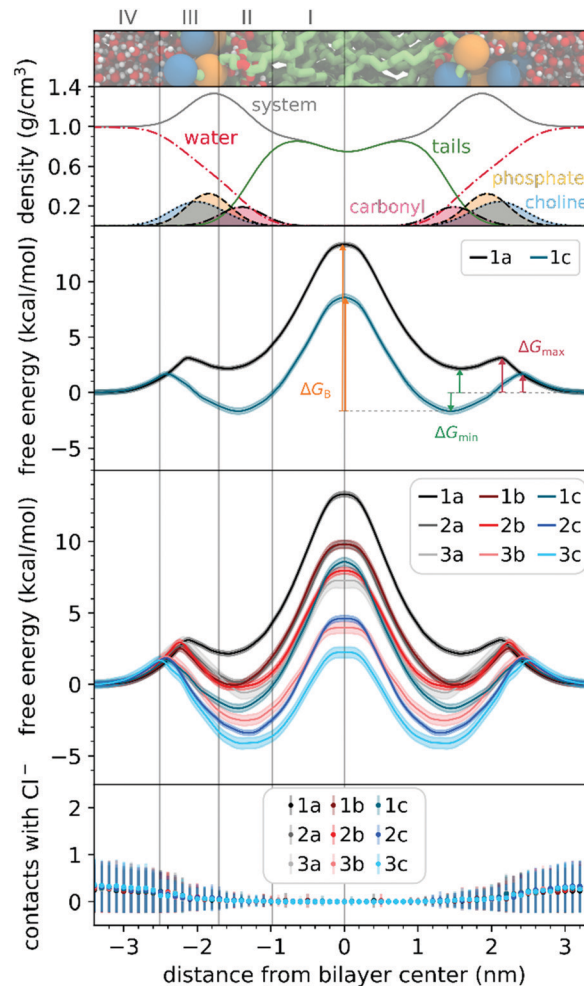 IV III II I
1.4
1.0
0.6
0.2
density (g/cm³)
system
water
tails
phosphate
carbonyl
choline
10
5
0
−5
free energy (kcal/mol)
1a 1c
ΔG_B
ΔG_max
ΔG_min
10
5
0
−5
free energy (kcal/mol)
1a 1b 1c
2a 2b 2c
3a 3b 3c
2
1
0
contacts with Cl⁻
1a 1b 1c
2a 2b 2c
3a 3b 3c
−3 −2 −1 0 1 2 3
distance from bilayer center (nm)